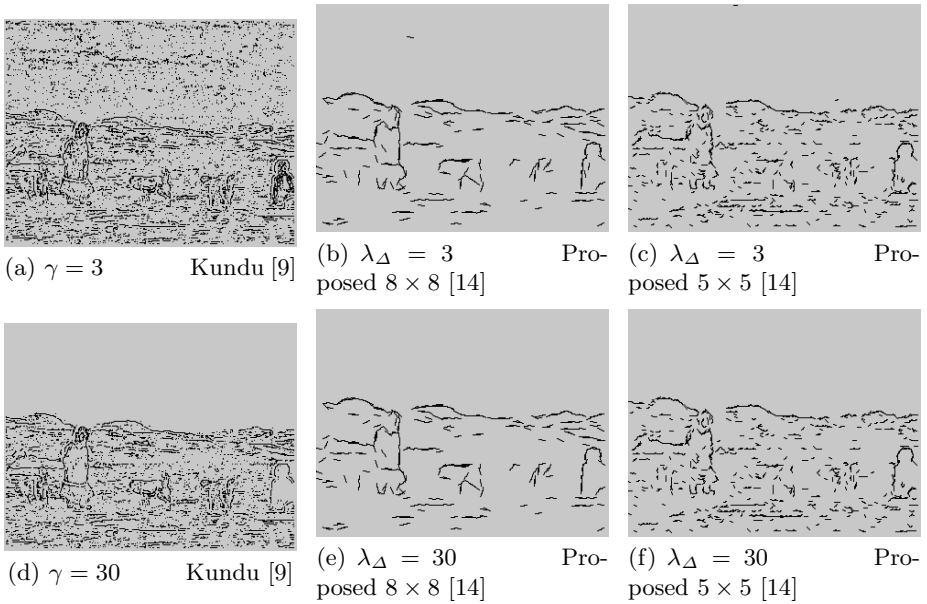 (a) γ = 3 Kundu [9]
(b) λ_Δ = 3 Pro-
posed 8 × 8 [14]
(c) λ_Δ = 3 Pro-
posed 5 × 5 [14]
(d) γ = 30 Kundu [9]
(e) λ_Δ = 30 Pro-
posed 8 × 8 [14]
(f) λ_Δ = 30 Pro-
posed 5 × 5 [14]